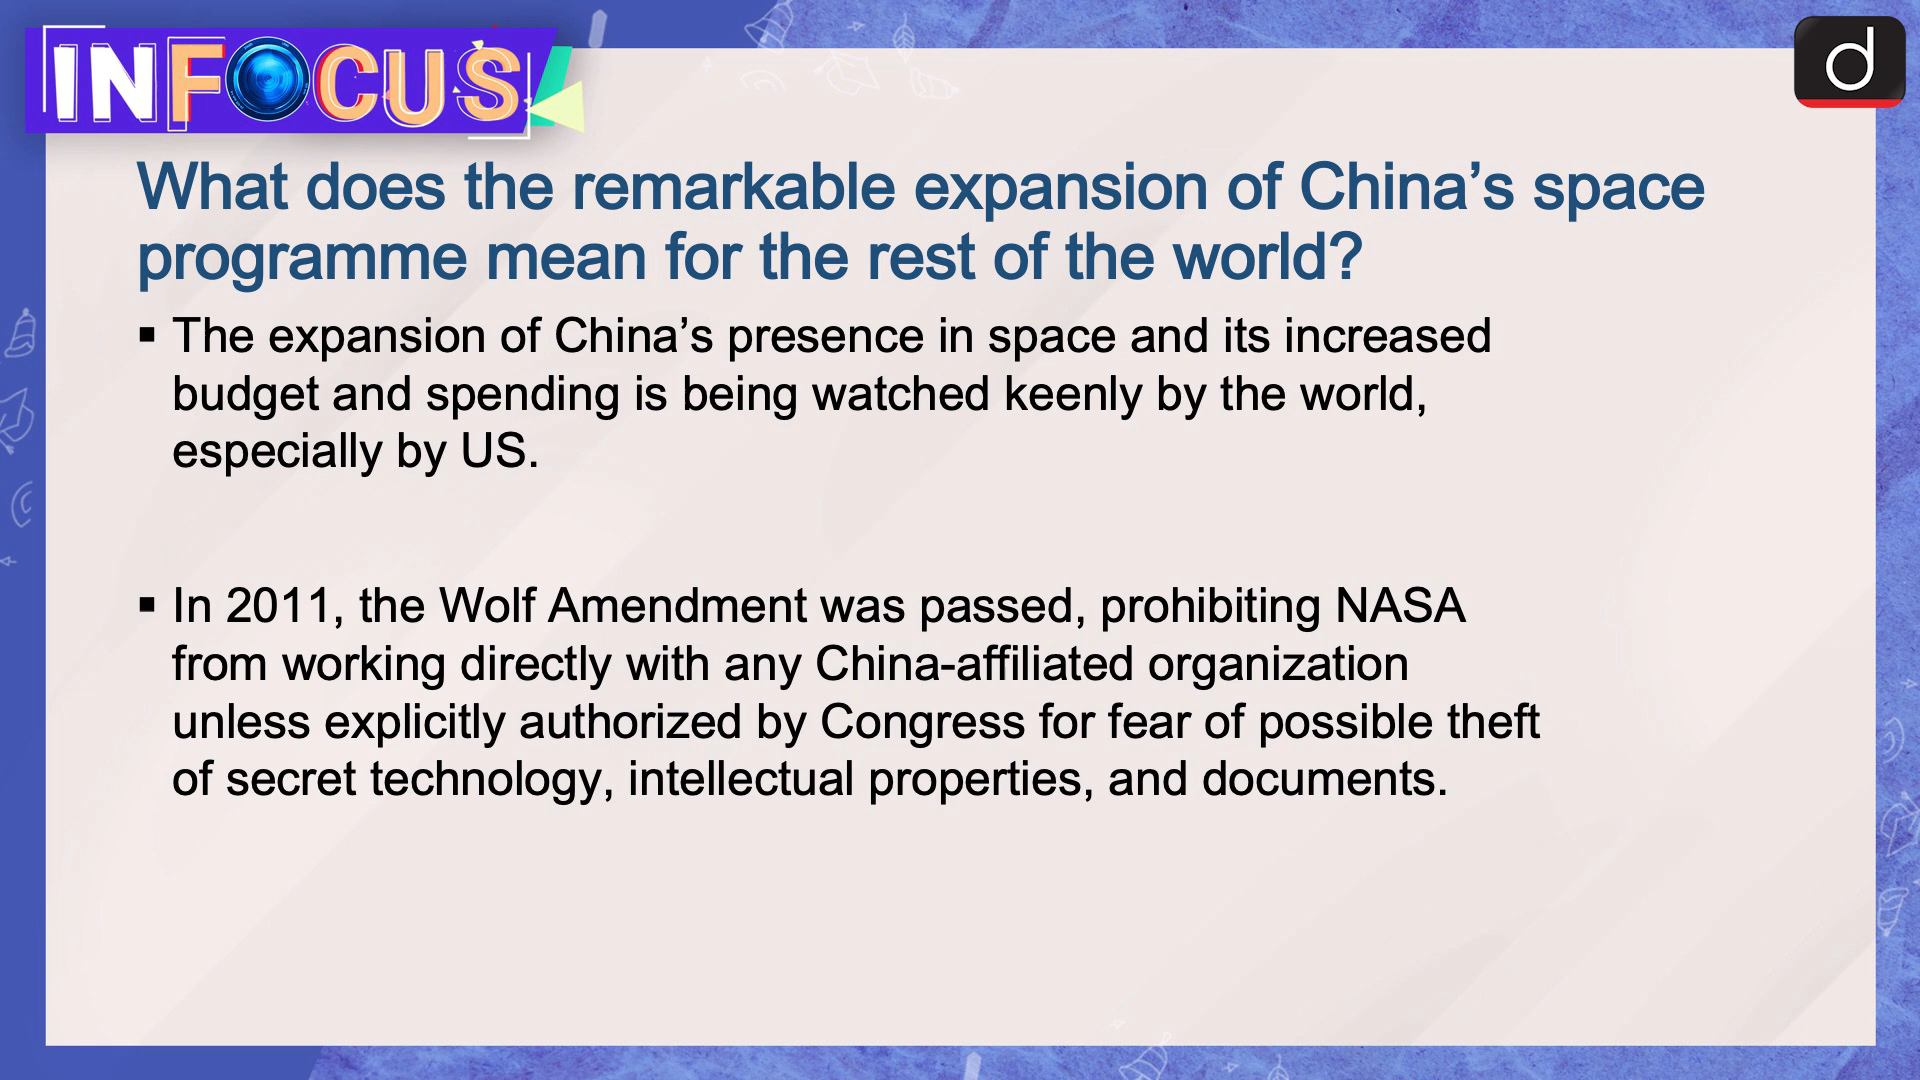 INFOCUS
d
What does the remarkable expansion of China’s space
programme mean for the rest of the world?
▪ The expansion of China’s presence in space and its increased
budget and spending is being watched keenly by the world,
especially by US.
▪ In 2011, the Wolf Amendment was passed, prohibiting NASA
from working directly with any China-affiliated organization
unless explicitly authorized by Congress for fear of possible theft
of secret technology, intellectual properties, and documents.